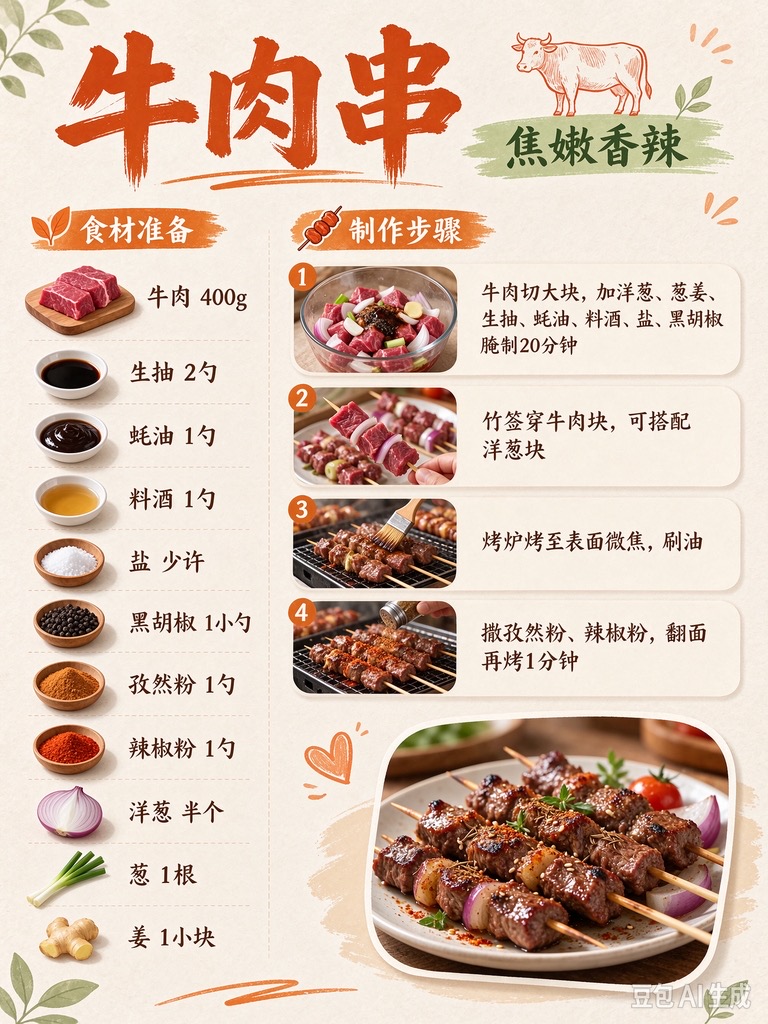 牛肉串
焦嫩香辣
食材准备
牛肉 400g
生抽 2勺
蚝油 1勺
料酒 1勺
盐 少许
黑胡椒 1小勺
孜然粉 1勺
辣椒粉 1勺
洋葱 半个
葱 1根
姜 1小块
制作步骤
1
牛肉切大块，加洋葱、葱姜、
生抽、蚝油、料酒、盐、黑胡椒
腌制20分钟
2
竹签穿牛肉块，可搭配
洋葱块
3
烤炉烤至表面微焦，刷油
4
撒孜然粉、辣椒粉，翻面
再烤1分钟
豆包AI生成